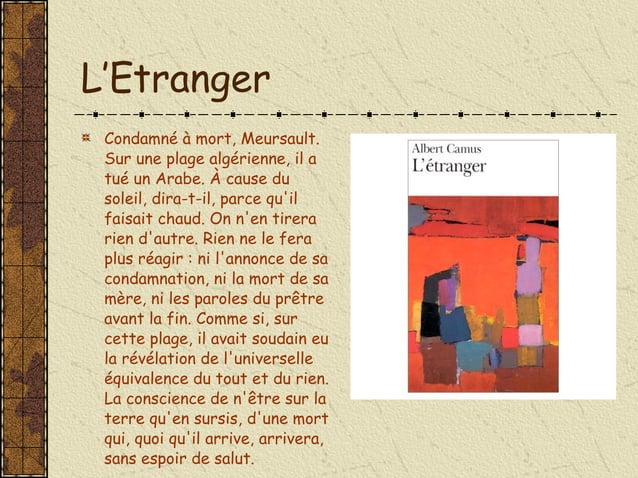 L’Etranger
Condamné à mort, Meursault.
Sur une plage algérienne, il a
tué un Arabe. À cause du
soleil, dira-t-il, parce qu'il
faisait chaud. On n'en tirera
rien d'autre. Rien ne le fera
plus réagir : ni l'annonce de sa
condamnation, ni la mort de sa
mère, ni les paroles du prêtre
avant la fin. Comme si, sur
cette plage, il avait soudain eu
la révélation de l'universelle
équivalence du tout et du rien.
La conscience de n'être sur la
terre qu'en sursis, d'une mort
qui, quoi qu'il arrive, arrivera,
sans espoir de salut.
Albert Camus
L’étranger